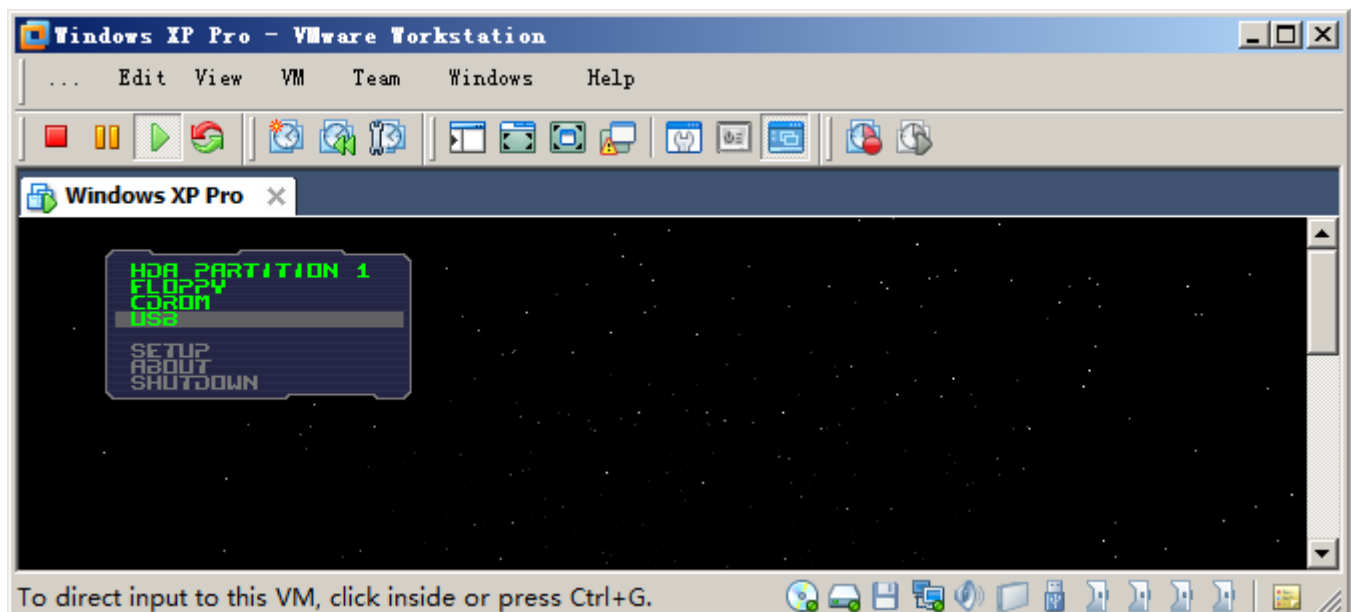 Windows XP Pro - VMware Workstation
... Edit View VM Team Windows Help
Windows XP Pro
HDA PARTITION 1
FLOPPY
CDROM
USB
SETUP
ABOUT
SHUTDOWN
To direct input to this VM, click inside or press Ctrl+G.